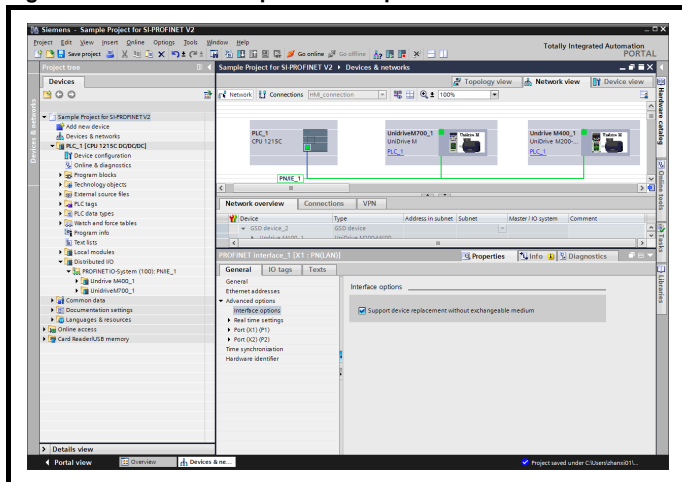 Siemens - Sample Project for SI-PROFINET V2
Project Edit View Insert Online Options Tools Window Help
Totally Integrated Automation
PORTAL
Save project
Go online
Go offline
Project tree
Sample Project for SI-PROFINET V2 Devices & networks
Devices
Topology view
Network view
Device view
Network
Connections
HMI_connection
100%
Sample Project for SI-PROFINET V2
Add new device
Devices & networks
PLC_1 [CPU 1215C DC/DC/DC]
Device configuration
Online & diagnostics
Program blocks
Technology objects
External source files
PLC tags
PLC data types
Watch and force tables
Program info
Text lists
Local modules
Distributed I/O
PROFINET IO-System (100): PN/IE_1
Unidrive M400_1
UnidriveM700_1
Common data
Documentation settings
Languages & resources
Online access
Card Reader/USB memory
PLC_1
CPU 1215C
UnidriveM700_1
UniDrive M
PLC_1
Unidrive M400_1
UniDrive M200-...
PLC_1
PN/IE_1
Network overview
Connections
VPN
Device
Type
Address in subnet
Subnet
Master / IO system
Comment
GSD device_2
GSD device
PROFINET interface_1 [X1 : PN(LAN)]
Properties
Info
Diagnostics
General
IO tags
Texts
General
Ethernet addresses
Advanced options
Interface options
Real time settings
Port (X1) (P1)
Port (X2) (P2)
Time synchronization
Hardware identifier
Interface options
Support device replacement without exchangeable medium
Devices & networks
Hardware catalog
Online tools
Tasks
Libraries
Details view
Portal view
Overview
Devices & ne...
Project saved under C:\Users\zhanxi01\...